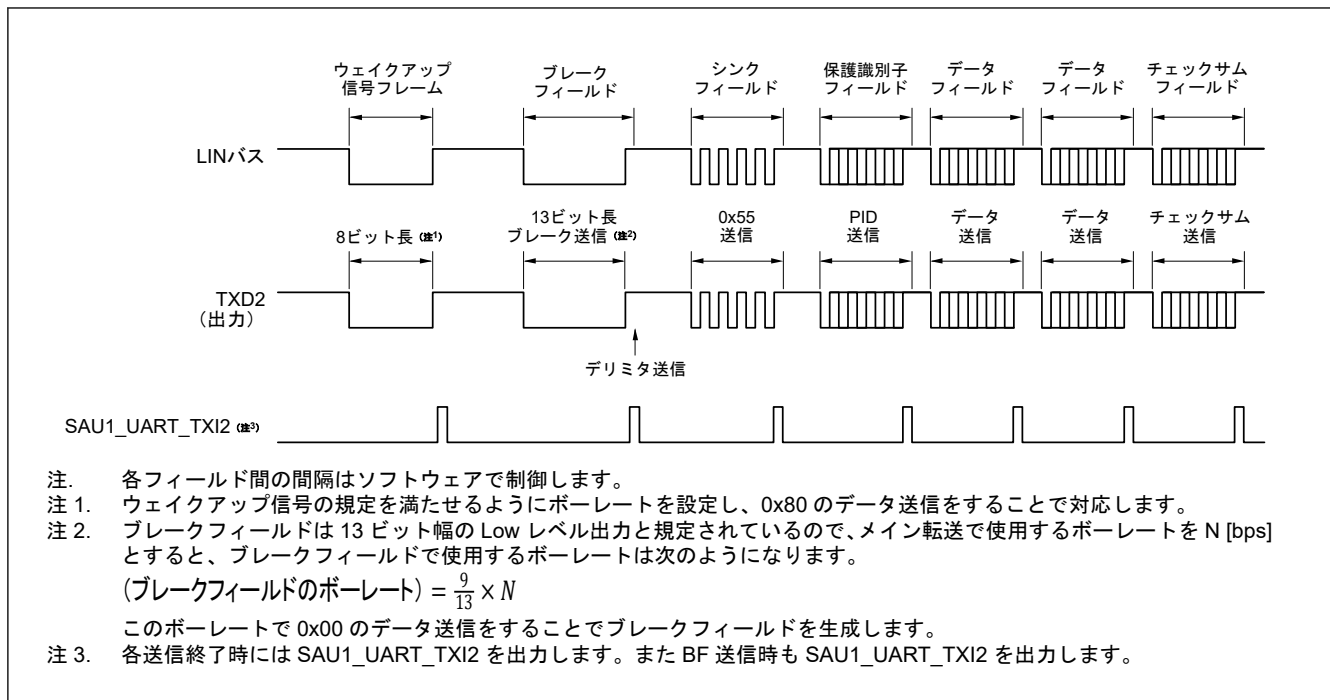 ウェイクアップ
信号フレーム
ブレーク
フィールド
シンク
フィールド
保護識別子
フィールド
データ
フィールド
データ
フィールド
チェックサム
フィールド
LINバス
8ビット長 (注1)
13ビット長
ブレーク送信 (注2)
0x55
送信
PID
送信
データ
送信
データ
送信
チェックサム
送信
TXD2
(出力)
デリミタ送信
SAU1_UART_TXI2 (注3)
注. 各フィールド間の間隔はソフトウェアで制御します。
注 1. ウェイクアップ信号の規定を満たせるようにボーレートを設定し、0x80 のデータ送信をすることで対応します。
注 2. ブレークフィールドは 13 ビット幅の Low レベル出力と規定されているので、メイン転送で使用するボーレートを N [bps]
とすると、ブレークフィールドで使用するボーレートは次のようになります。
(ブレークフィールドのボーレート) = 9/13 × N
このボーレートで 0x00 のデータ送信をすることでブレークフィールドを生成します。
注 3. 各送信終了時には SAU1_UART_TXI2 を出力します。また BF 送信時も SAU1_UART_TXI2 を出力します。